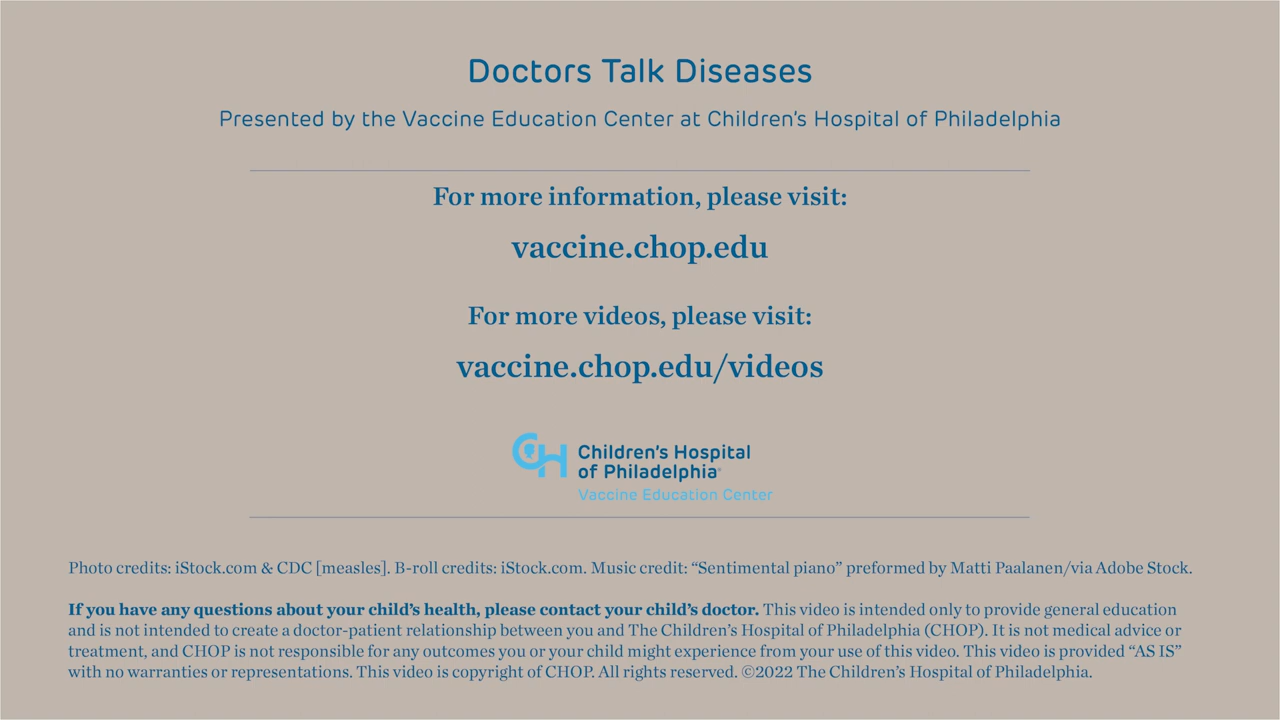 Doctors Talk Diseases
Presented by the Vaccine Education Center at Children's Hospital of Philadelphia
For more information, please visit:
vaccine.chop.edu
For more videos, please visit:
vaccine.chop.edu/videos
CH
Children's Hospital
of Philadelphia®
Vaccine Education Center
Photo credits: iStock.com & CDC [measles]. B-roll credits: iStock.com. Music credit: “Sentimental piano” preformed by Matti Paalanen/via Adobe Stock.
If you have any questions about your child’s health, please contact your child’s doctor. This video is intended only to provide general education
and is not intended to create a doctor-patient relationship between you and The Children’s Hospital of Philadelphia (CHOP). It is not medical advice or
treatment, and CHOP is not responsible for any outcomes you or your child might experience from your use of this video. This video is provided “AS IS”
with no warranties or representations. This video is copyright of CHOP. All rights reserved. ©2022 The Children’s Hospital of Philadelphia.